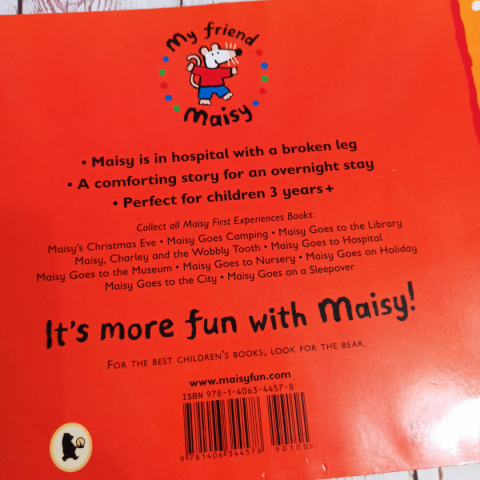 My friend
Maisy
• Maisy is in hospital with a broken leg
• A comforting story for an overnight stay
• Perfect for children 3 years+
Collect all Maisy First Experiences Books:
Maisy's Christmas Eve • Maisy Goes Camping • Maisy Goes to the Library
Maisy, Charley and the Wobbly Tooth • Maisy Goes to Hospital
Maisy Goes to the Museum • Maisy Goes to Nursery • Maisy Goes on Holiday
Maisy Goes to the City • Maisy Goes on a Sleepover
It's more fun with Maisy!
FOR THE BEST CHILDREN'S BOOKS, LOOK FOR THE BEAR.
www.maisyfun.com
ISBN 978-1-4063-4457-8
9 781406 344578 90100